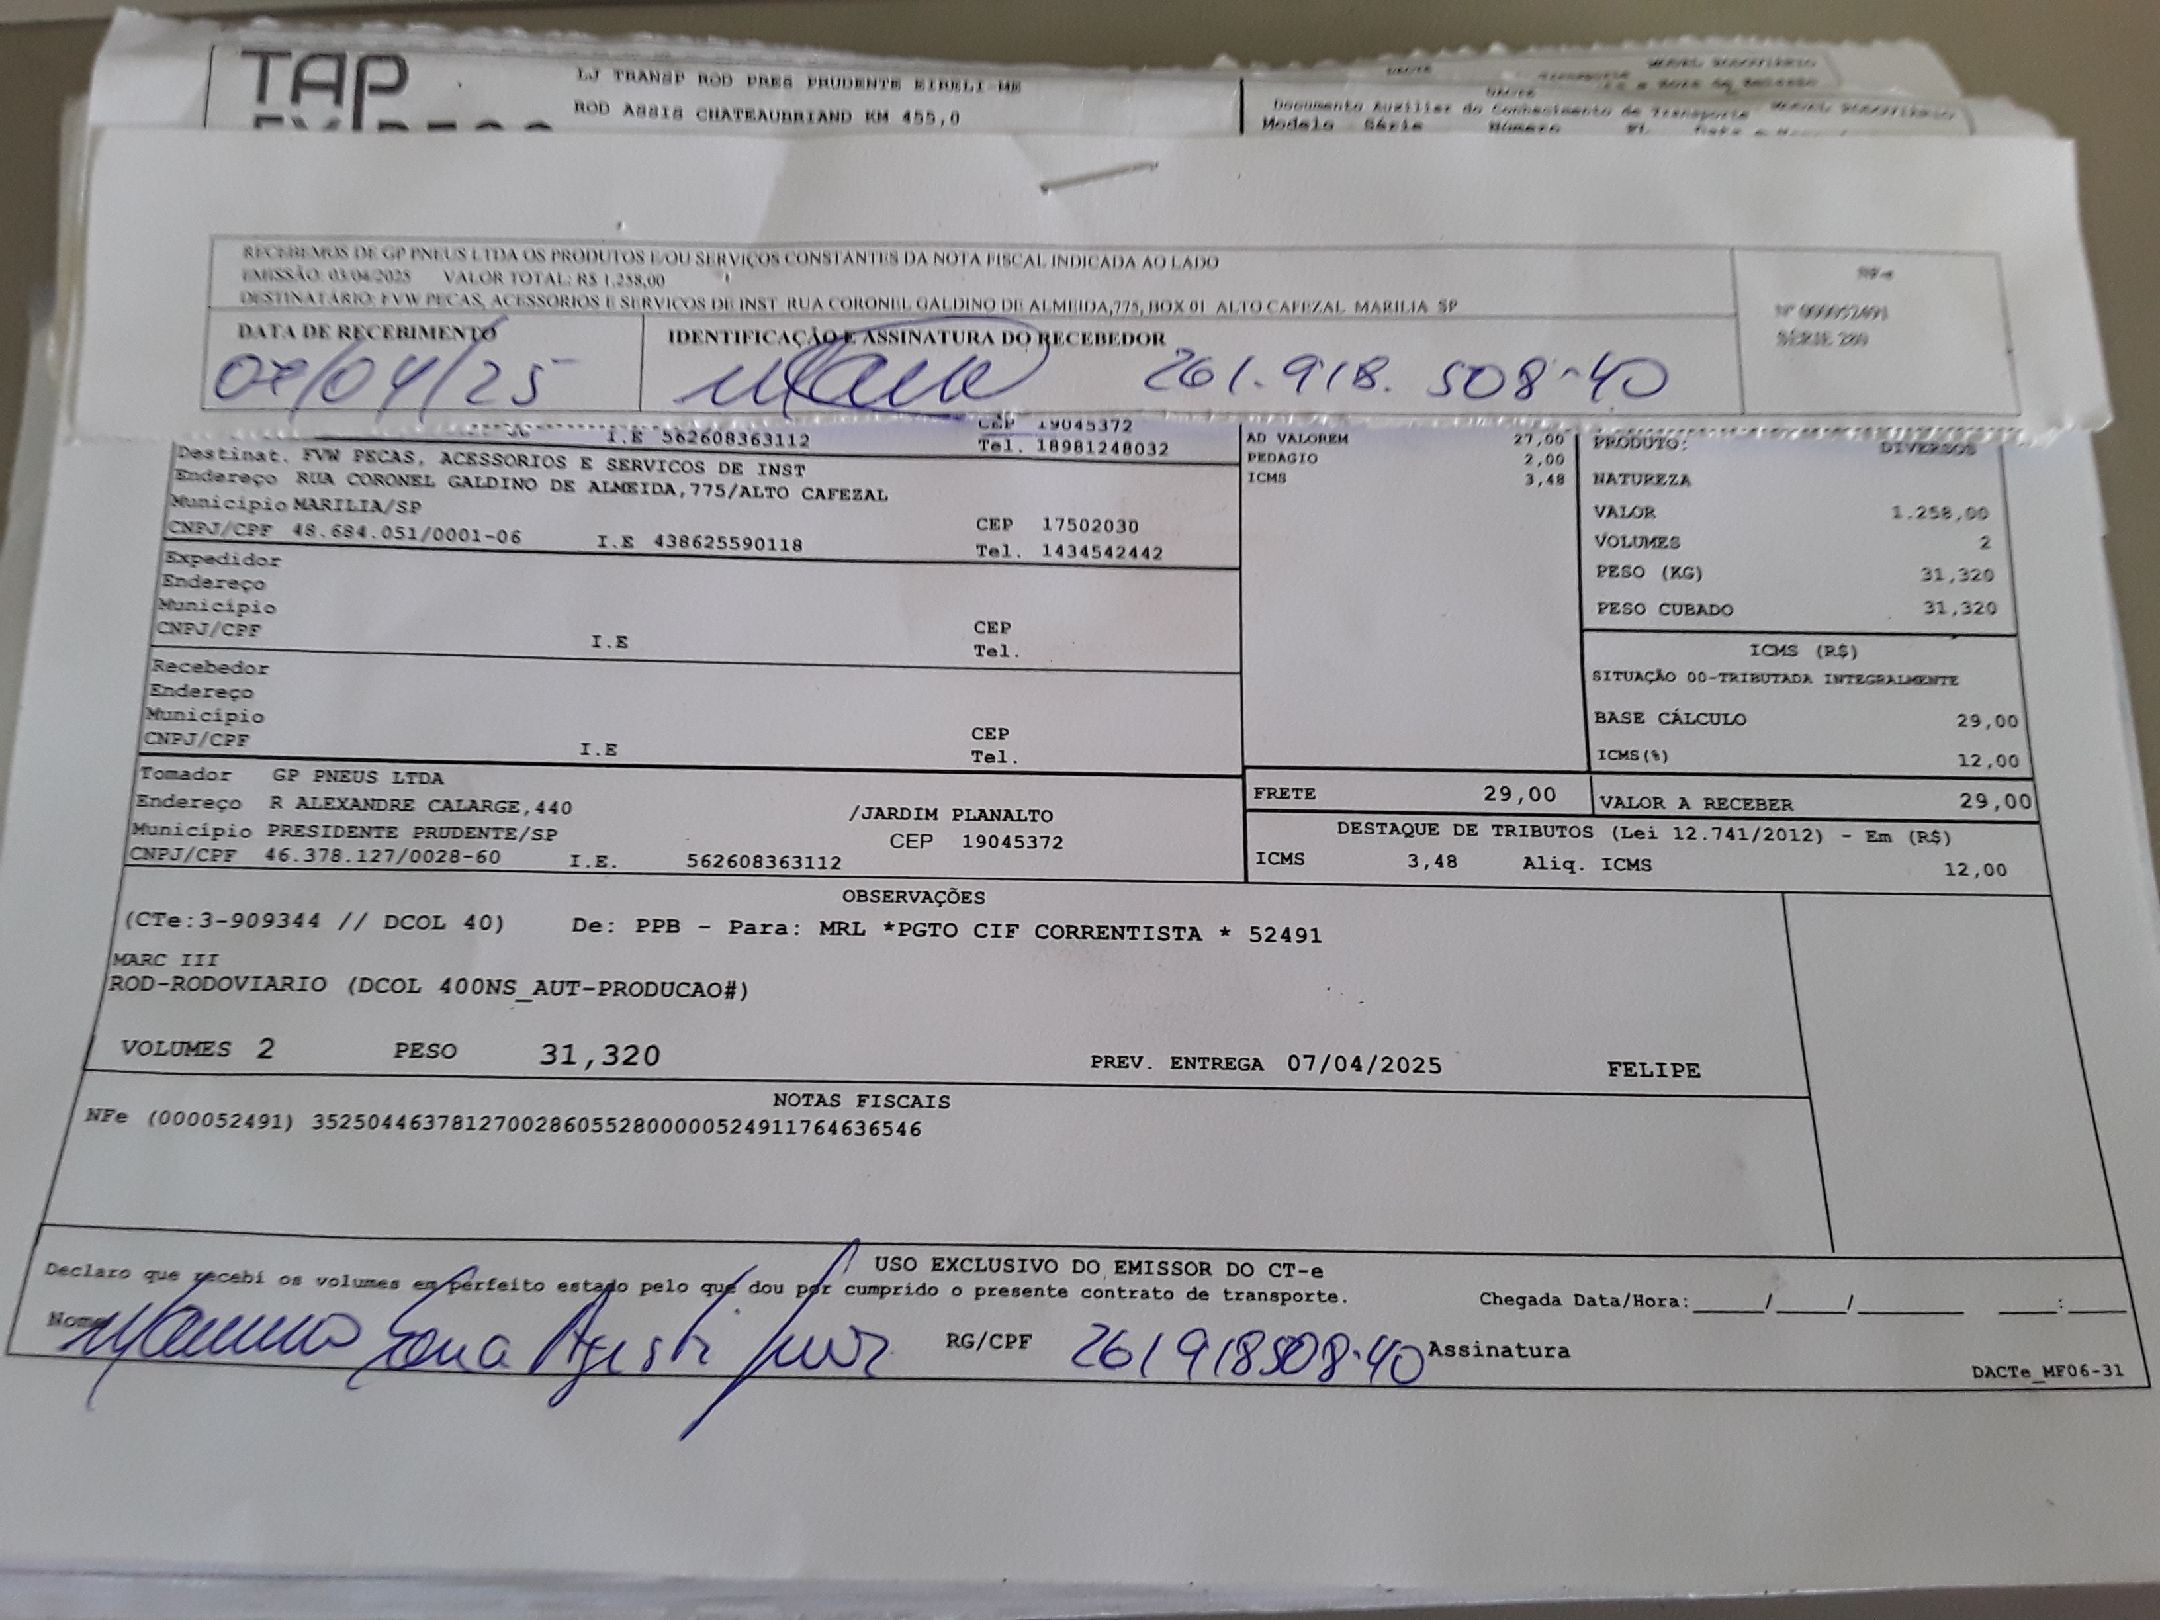 TAP
LJ TRANSP ROD PRES PRUDENTE EIRELI-ME
ROD ASSIS CHATEAUBRIAND KM 455,0
DACTE
Documento Auxiliar do Conhecimento de Transporte
Modelo Série Número
RECEBEMOS DE GP PNEUS LTDA OS PRODUTOS E/OU SERVIÇOS CONSTANTES DA NOTA FISCAL INDICADA AO LADO
EMISSÃO: 03/04/2025 VALOR TOTAL: R$ 1.258,00
DESTINATÁRIO: FVW PECAS, ACESSORIOS E SERVICOS DE INST RUA CORONEL GALDINO DE ALMEIDA,775, BOX 01 ALTO CAFEZAL MARILIA SP
NF-e
Nº 000052491
SÉRIE 280
DATA DE RECEBIMENTO
07/04/25
IDENTIFICAÇÃO E ASSINATURA DO RECEBEDOR
261.918.508-40
I.E 562608363112
CEP 19045372
Tel. 18981248032
Destinat. FVW PECAS, ACESSORIOS E SERVICOS DE INST
Endereço RUA CORONEL GALDINO DE ALMEIDA,775/ALTO CAFEZAL
Município MARILIA/SP
CEP 17502030
CNPJ/CPF 48.684.051/0001-06 I.E 438625590118 Tel. 1434542442
Expedidor
Endereço
Município
CEP
CNPJ/CPF I.E Tel.
Recebedor
Endereço
Município
CEP
CNPJ/CPF I.E Tel.
Tomador GP PNEUS LTDA
Endereço R ALEXANDRE CALARGE,440 /JARDIM PLANALTO
Município PRESIDENTE PRUDENTE/SP CEP 19045372
CNPJ/CPF 46.378.127/0028-60 I.E. 562608363112
AD VALOREM 27,00
PEDAGIO 2,00
ICMS 3,48
PRODUTO: DIVERSOS
NATUREZA
VALOR 1.258,00
VOLUMES 2
PESO (KG) 31,320
PESO CUBADO 31,320
ICMS (R$)
SITUAÇÃO 00-TRIBUTADA INTEGRALMENTE
BASE CÁLCULO 29,00
ICMS(%) 12,00
FRETE 29,00 VALOR A RECEBER 29,00
DESTAQUE DE TRIBUTOS (Lei 12.741/2012) - Em (R$)
ICMS 3,48 Aliq. ICMS 12,00
OBSERVAÇÕES
(CTe:3-909344 // DCOL 40) De: PPB - Para: MRL *PGTO CIF CORRENTISTA * 52491
MARC III
ROD-RODOVIARIO (DCOL 400NS_AUT-PRODUCAO#)
VOLUMES 2 PESO 31,320 PREV. ENTREGA 07/04/2025 FELIPE
NOTAS FISCAIS
NFe (000052491) 35250446378127002860552800000524911764636546
USO EXCLUSIVO DO EMISSOR DO CT-e
Declaro que recebi os volumes em perfeito estado pelo que dou por cumprido o presente contrato de transporte.
Chegada Data/Hora:_____/_____/________ ____:____
Nome RG/CPF 261918508-40 Assinatura
DACTe_MF06-31